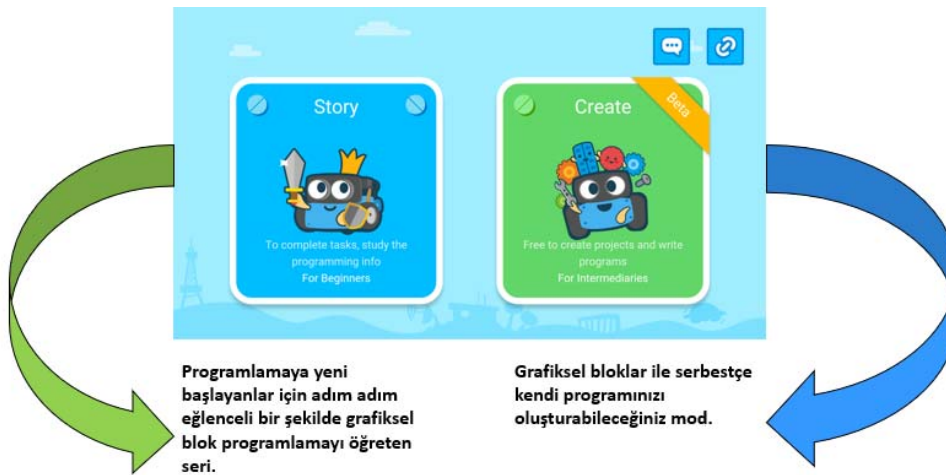 Story
To complete tasks, study the
programming info
For Beginners
Create
Beta
Free to create projects and write
programs
For Intermediaries
Programlamaya yeni
başlayanlar için adım adım
eğlenceli bir şekilde grafiksel
blok programlamayı öğreten
seri.
Grafiksel bloklar ile serbestçe
kendi programınızı
oluşturabileceğiniz mod.